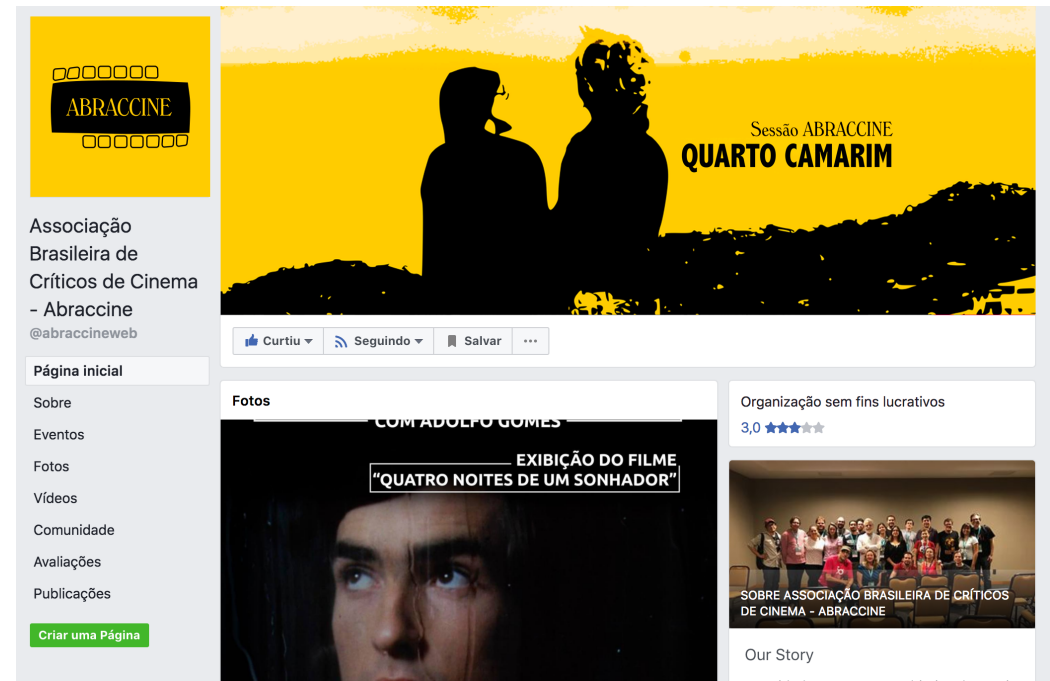 ABRACCINE
Associação
Brasileira de
Críticos de Cinema
- Abraccine
@abraccineweb
Página inicial
Sobre
Eventos
Fotos
Vídeos
Comunidade
Avaliações
Publicações
Criar uma Página
Sessão ABRACCINE
QUARTO CAMARIM
Curtiu
Seguindo
Salvar
...
Fotos
COM ADOLFO GOMES
EXIBIÇÃO DO FILME
“QUATRO NOITES DE UM SONHADOR”
Organização sem fins lucrativos
3,0
SOBRE ASSOCIAÇÃO BRASILEIRA DE CRÍTICOS
DE CINEMA - ABRACCINE
Our Story